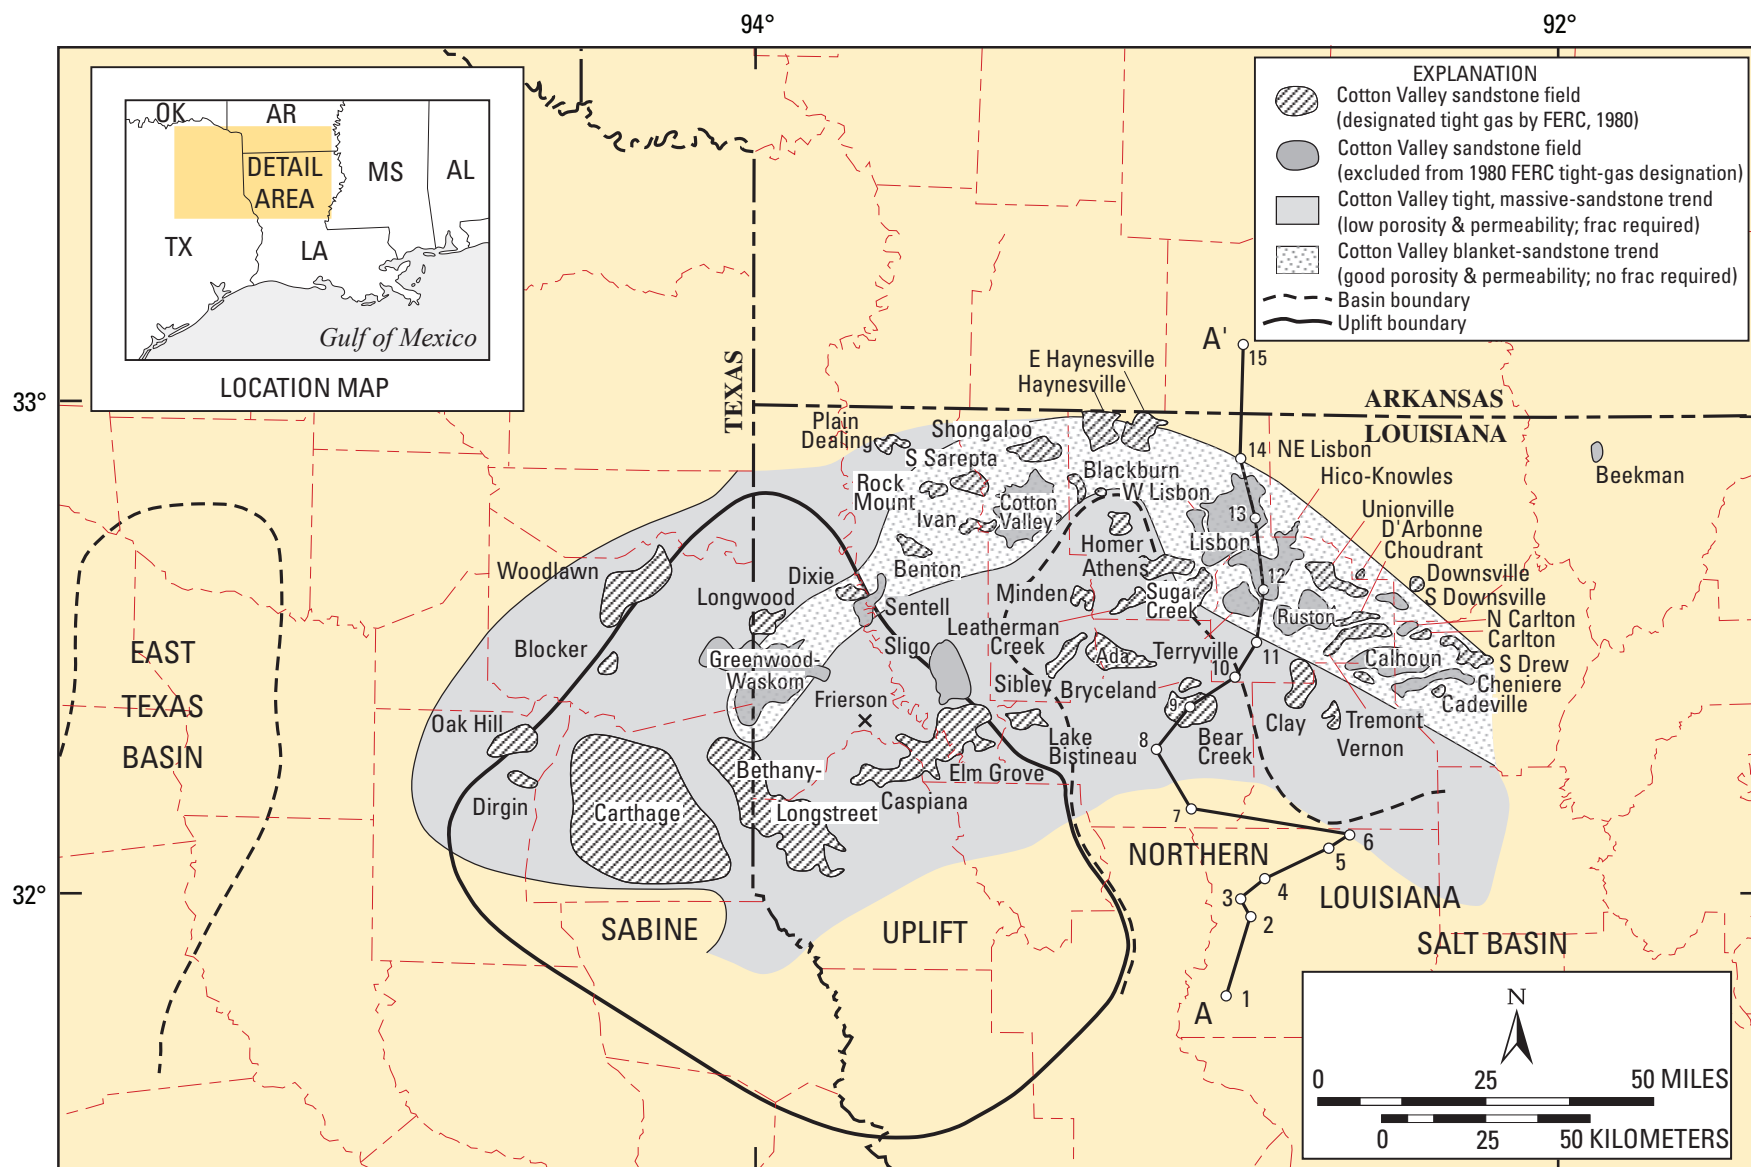 94°
92°
33°
32°
OK
AR
DETAIL
AREA
MS
AL
TX
LA
Gulf of Mexico
LOCATION MAP
EXPLANATION
Cotton Valley sandstone field
(designated tight gas by FERC, 1980)
Cotton Valley sandstone field
(excluded from 1980 FERC tight-gas designation)
Cotton Valley tight, massive-sandstone trend
(low porosity & permeability; frac required)
Cotton Valley blanket-sandstone trend
(good porosity & permeability; no frac required)
Basin boundary
Uplift boundary
A'
15
E Haynesville
Haynesville
TEXAS
ARKANSAS
LOUISIANA
Plain
Dealing
Shongaloo
S Sarepta
Rock
Mount
Ivan
Cotton
Valley
Benton
Blackburn
W Lisbon
14
NE Lisbon
Hico-Knowles
Beekman
13
Lisbon
Unionville
D'Arbonne
Choudrant
Homer
Athens
12
Downsville
S Downsville
Woodlawn
Dixie
Longwood
Sentell
Minden
Sugar
Creek
Ruston
N Carlton
Carlton
Leatherman
Creek
Blocker
Sligo
Greenwood-
Waskom
Ada
Terryville
11
Calhoun
S Drew
Cheniere
Cadeville
10
Sibley
Bryceland
Frierson
9
Oak Hill
Lake
Bistineau
8
Bear
Creek
Clay
Tremont
Vernon
EAST
TEXAS
BASIN
Bethany-
Longstreet
Elm Grove
Caspiana
Dirgin
Carthage
7
6
5
4
3
2
1
A
NORTHERN
LOUISIANA
SALT BASIN
SABINE
UPLIFT
N
0
25
50 MILES
0
25
50 KILOMETERS